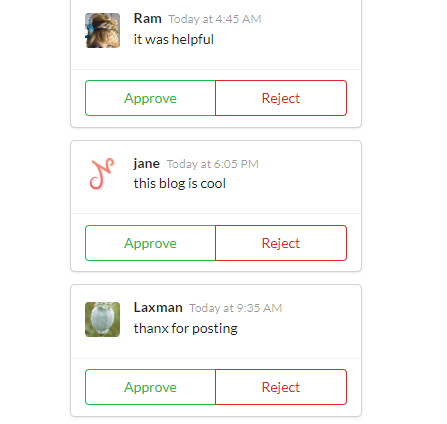 Ram Today at 4:45 AM
it was helpful
Approve Reject
jane Today at 6:05 PM
this blog is cool
Approve Reject
Laxman Today at 9:35 AM
thanx for posting
Approve Reject